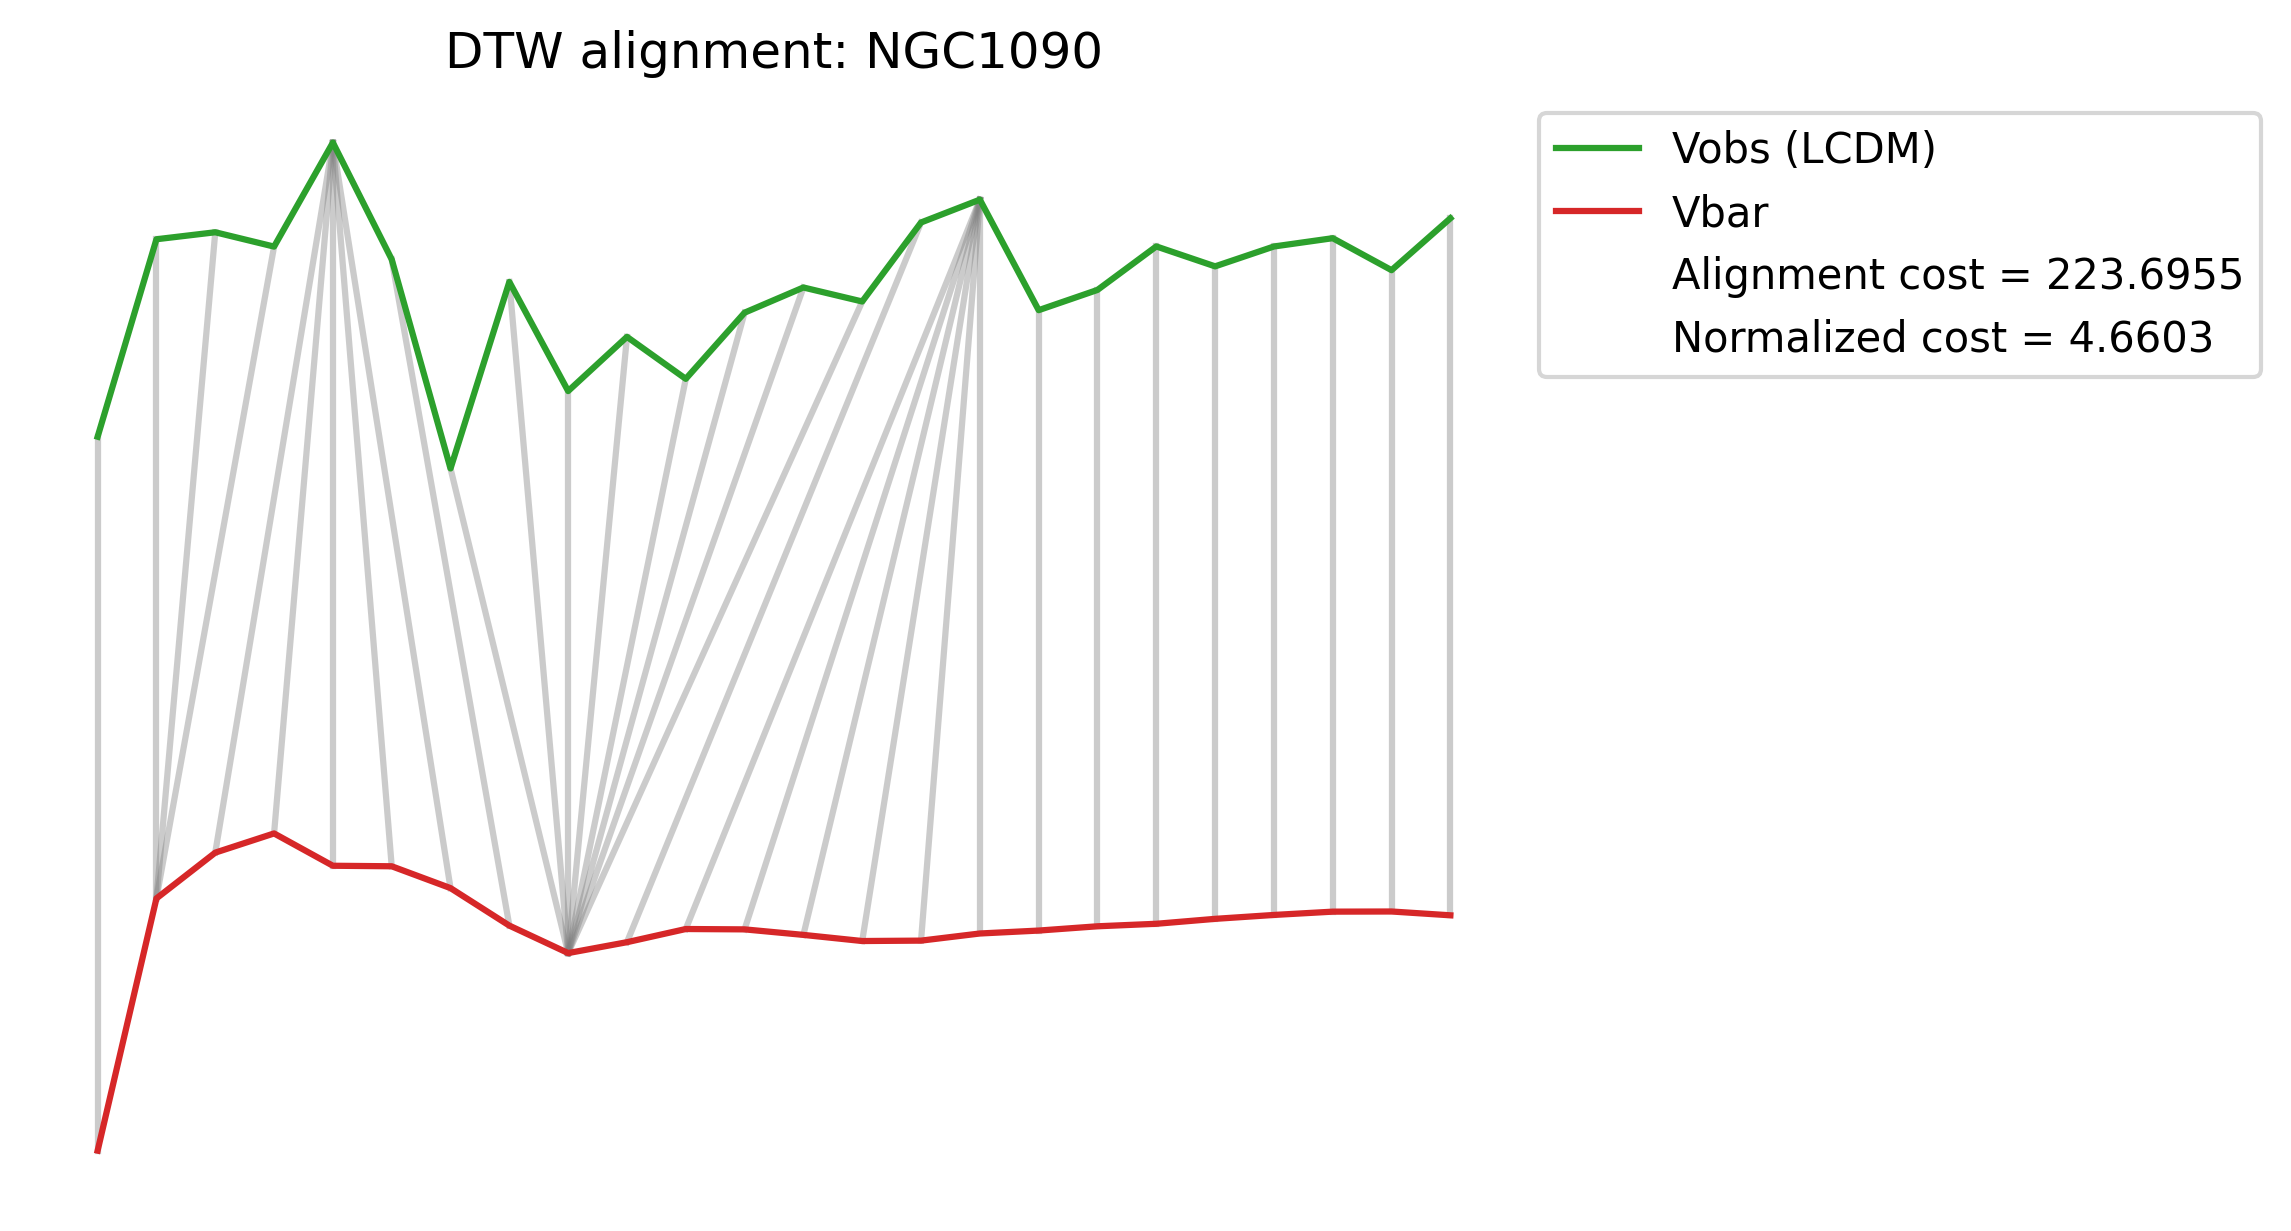 DTW alignment: NGC1090
Vobs (LCDM)
Vbar
Alignment cost = 223.6955
Normalized cost = 4.6603